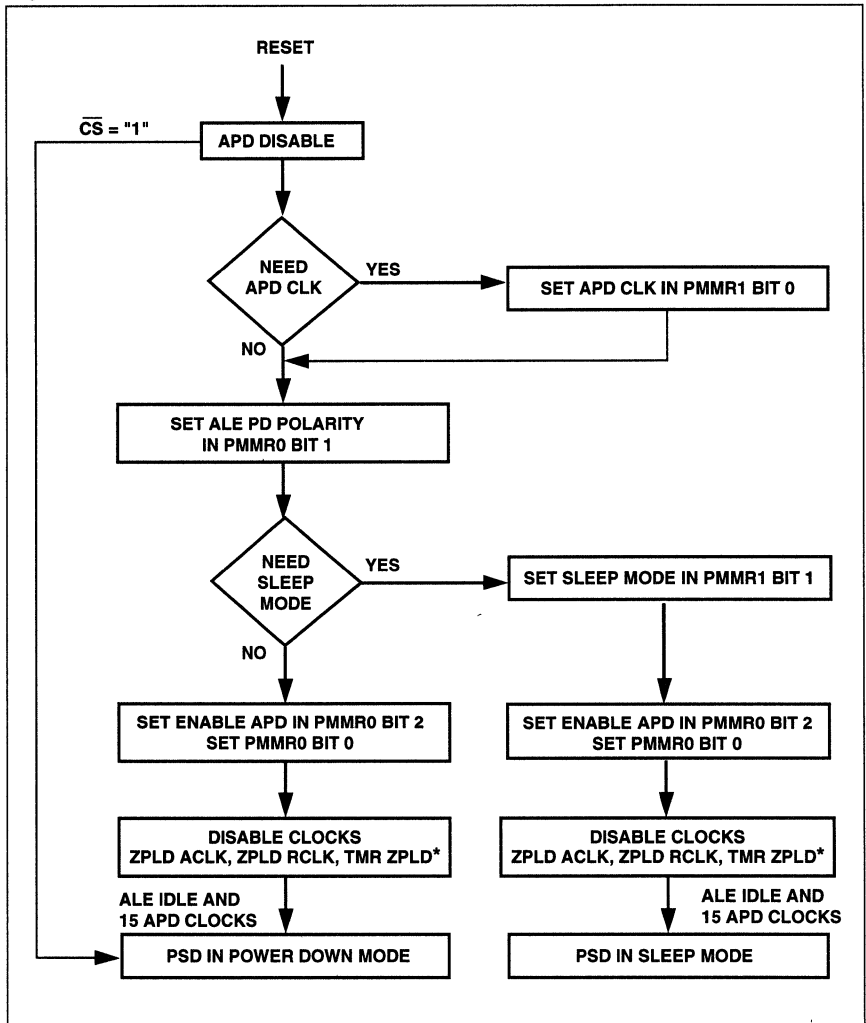 RESET
C̅S̅ = "1"
APD DISABLE
NEED
APD CLK
YES
SET APD CLK IN PMMR1 BIT 0
NO
SET ALE PD POLARITY
IN PMMR0 BIT 1
NEED
SLEEP
MODE
YES
SET SLEEP MODE IN PMMR1 BIT 1
NO
SET ENABLE APD IN PMMR0 BIT 2
SET PMMR0 BIT 0
SET ENABLE APD IN PMMR0 BIT 2
SET PMMR0 BIT 0
DISABLE CLOCKS
ZPLD ACLK, ZPLD RCLK, TMR ZPLD*
DISABLE CLOCKS
ZPLD ACLK, ZPLD RCLK, TMR ZPLD*
ALE IDLE AND
15 APD CLOCKS
ALE IDLE AND
15 APD CLOCKS
PSD IN POWER DOWN MODE
PSD IN SLEEP MODE